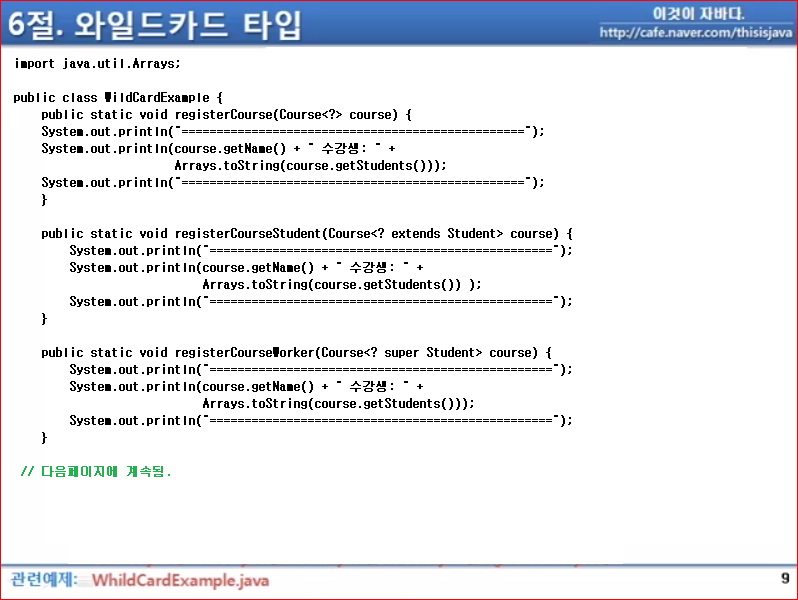 6절. 와일드카드 타입
이것이 자바다.
http://cafe.naver.com/thisisjava
import java.util.Arrays;
public class WildCardExample {
public static void registerCourse(Course<?> course) {
System.out.println("=================================================");
System.out.println(course.getName() + " 수강생: " +
Arrays.toString(course.getStudents()));
System.out.println("=================================================");
}
public static void registerCourseStudent(Course<? extends Student> course) {
System.out.println("=================================================");
System.out.println(course.getName() + " 수강생: " +
Arrays.toString(course.getStudents()) );
System.out.println("=================================================");
}
public static void registerCourseWorker(Course<? super Student> course) {
System.out.println("=================================================");
System.out.println(course.getName() + " 수강생: " +
Arrays.toString(course.getStudents()));
System.out.println("=================================================");
}
// 다음페이지에 계속됨.
관련예제: WhildCardExample.java
9